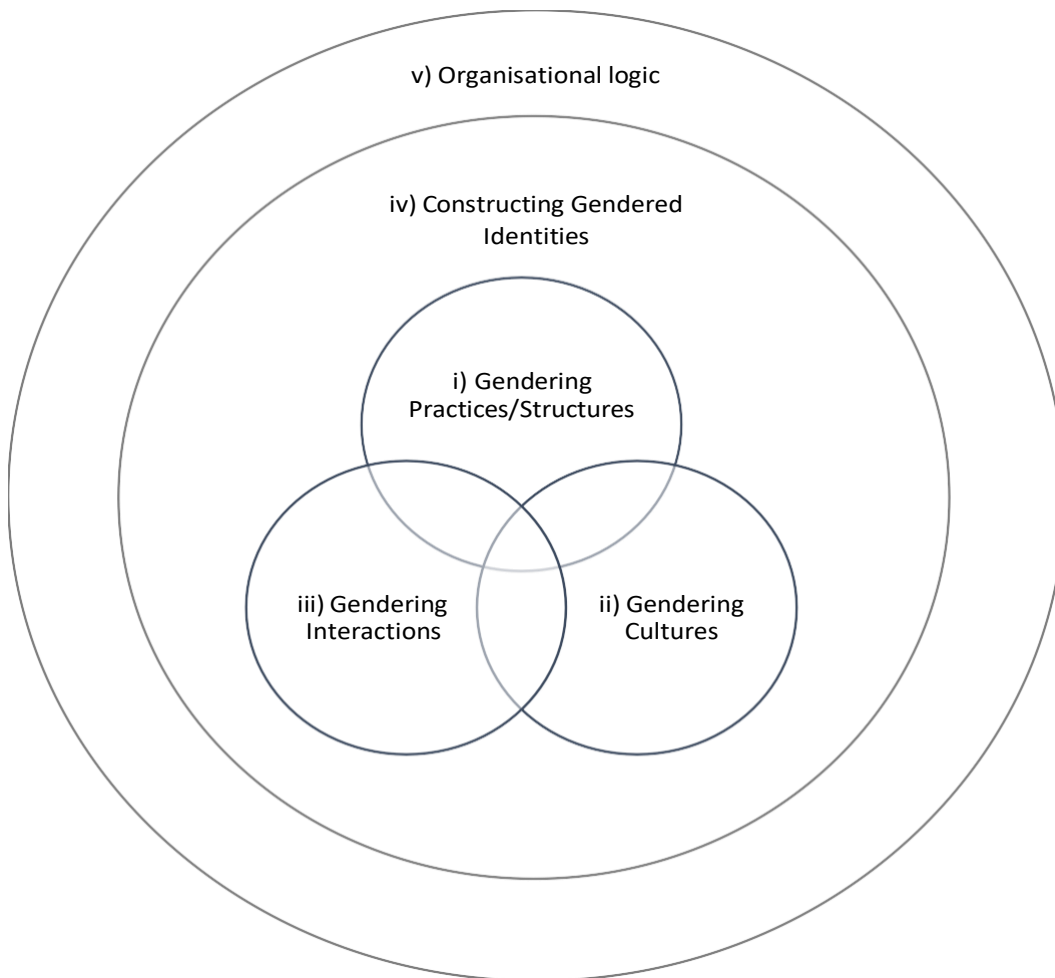 v) Organisational logic
iv) Constructing Gendered
Identities
i) Gendering
Practices/Structures
iii) Gendering
Interactions
ii) Gendering
Cultures